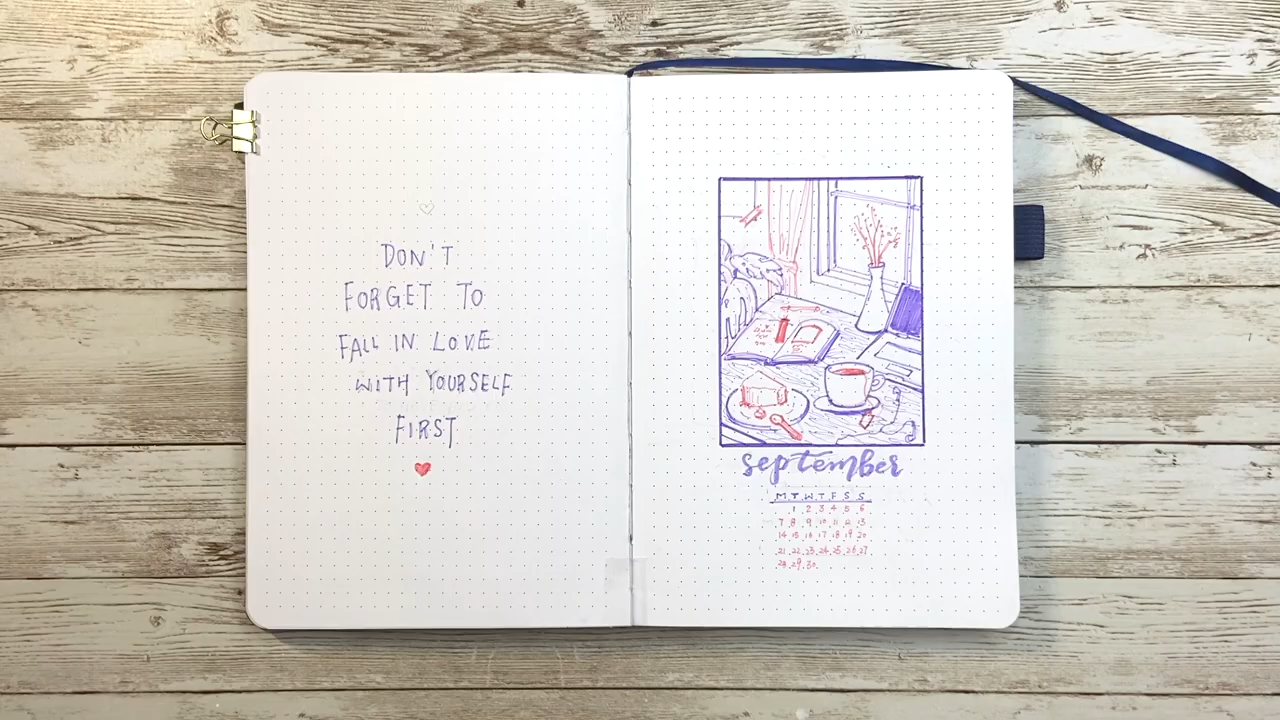 DON'T
FORGET TO
FALL IN LOVE
WITH YOURSELF
FIRST
september
M T W T F S S
1 2 3 4 5 6
7 8 9 10 11 12 13
14 15 16 17 18 19 20
21 22 23 24 25 26 27
28 29 30